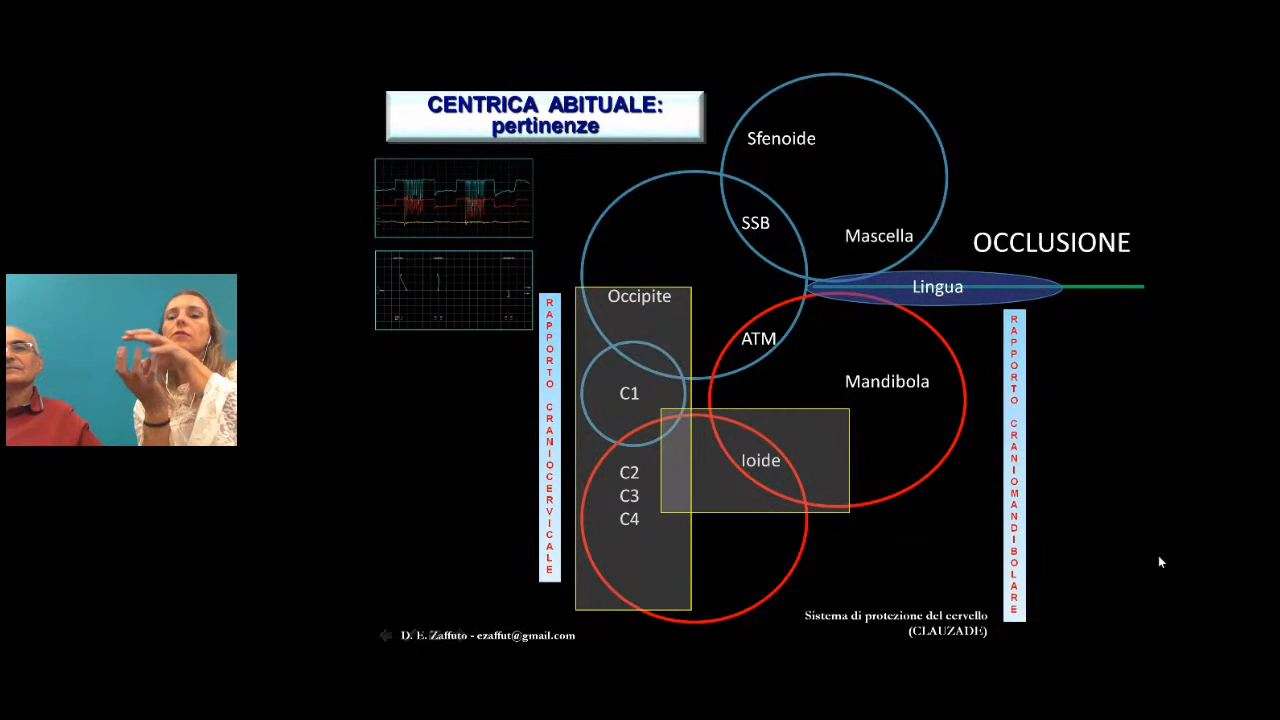 CENTRICA ABITUALE:
pertinenze
Sfenoide
SSB
Mascella
OCCLUSIONE
Lingua
Occipite
ATM
Mandibola
C1
Ioide
C2
C3
C4
RAPPORTO CRANIOCERVICALE
RAPPORTO CRANIOMANDIBOLARE
Sistema di protezione del cervello
(CLAUZADE)
D. E. Zaffuto - ezaffut@gmail.com